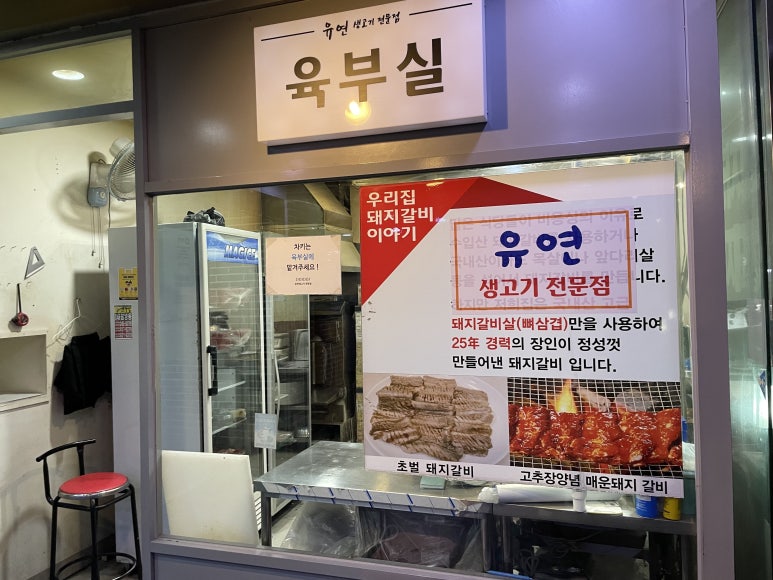 유연 생고기 전문점
육부실
우리집
돼지갈비
이야기
차키는
육부실에
맡겨주세요!
유연
생고기 전문점
돼지갈비살(뼈삼겹)만을 사용하여
25년 경력의 장인이 정성껏
만들어낸 돼지갈비 입니다.
초벌 돼지갈비
고추장양념 매운돼지 갈비